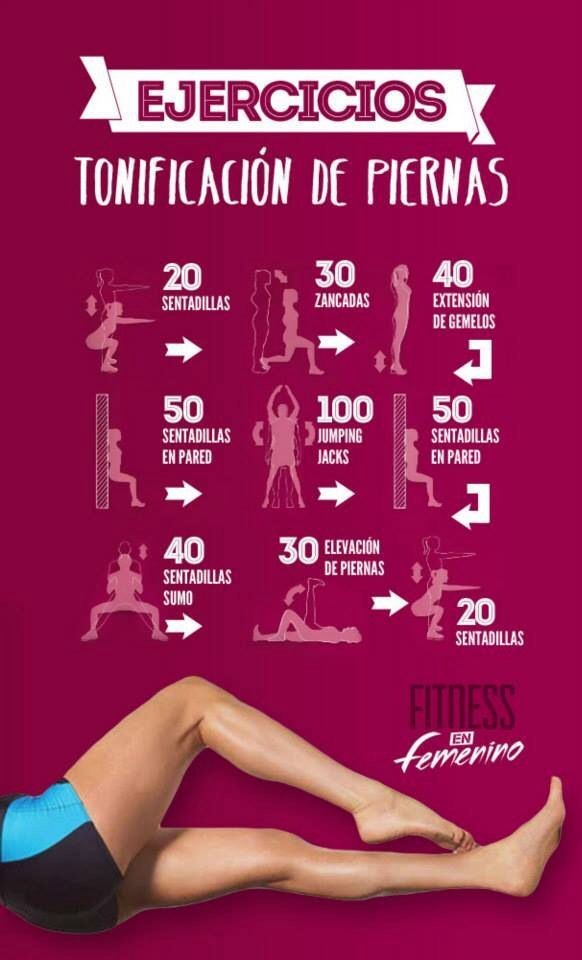 EJERCICIOS
TONIFICACIÓN DE PIERNAS
20
SENTADILLAS
30
ZANCADAS
40
EXTENSIÓN
DE GEMELOS
50
SENTADILLAS
EN PARED
100
JUMPING
JACKS
50
SENTADILLAS
EN PARED
40
SENTADILLAS
SUMO
30 ELEVACIÓN
DE PIERNAS
20
SENTADILLAS
FITNESS
EN
femenino